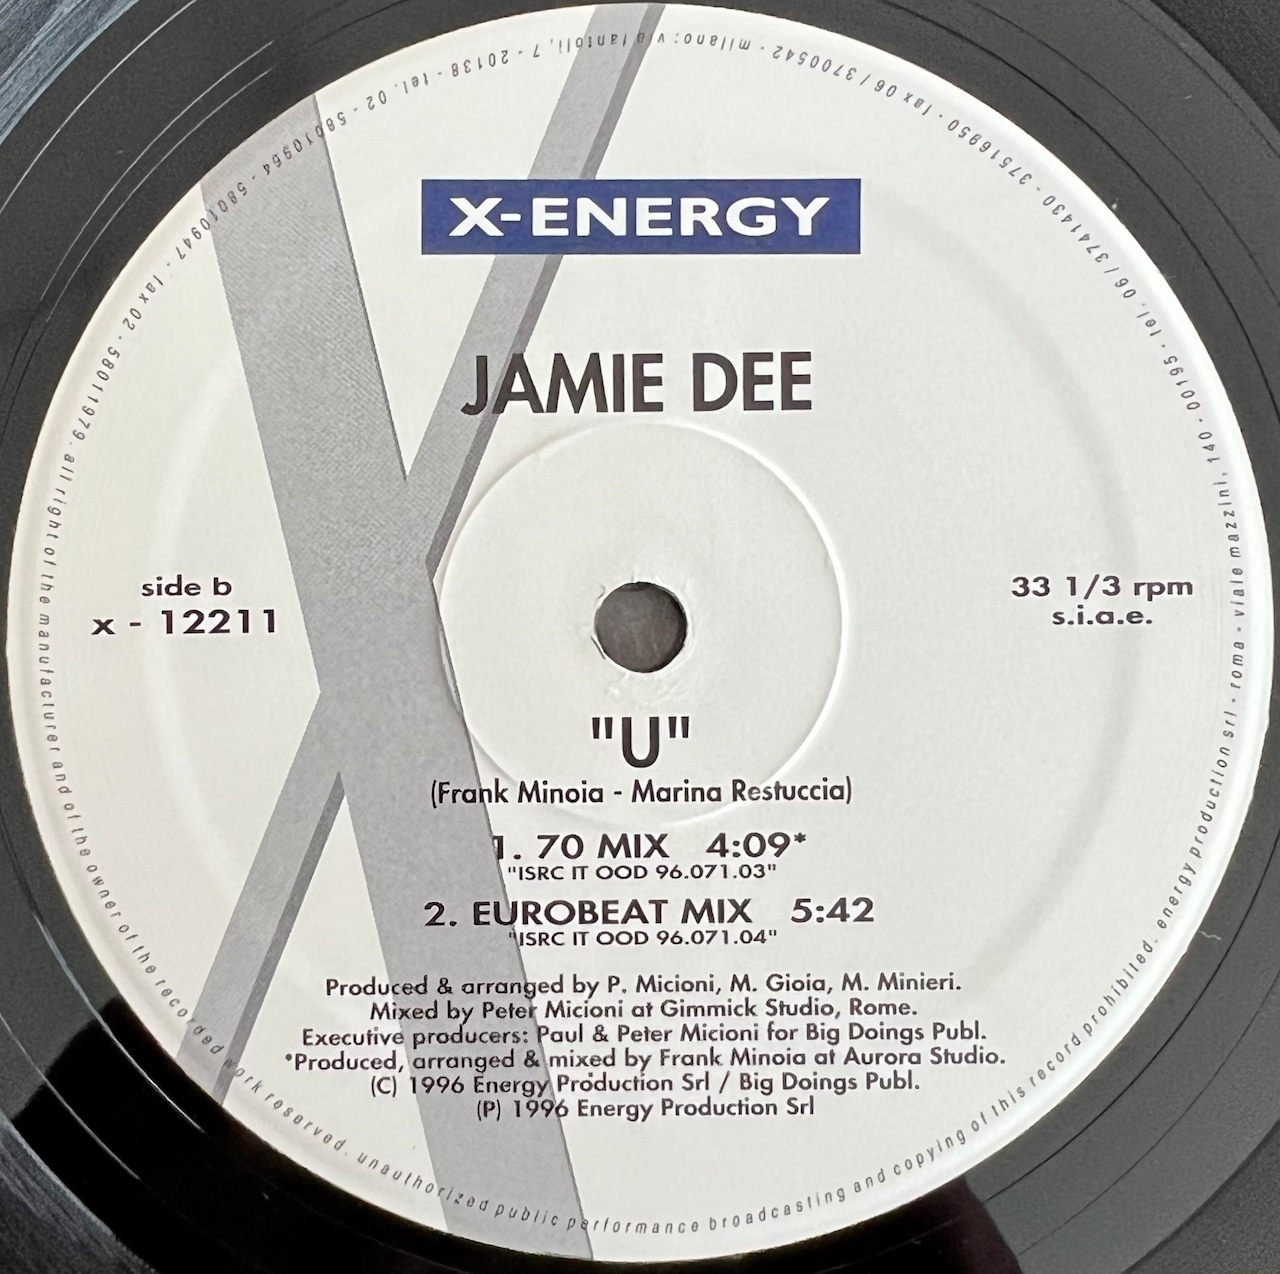 X-ENERGY
JAMIE DEE
side b
x - 12211
33 1/3 rpm
s.i.a.e.
"U"
(Frank Minoia - Marina Restuccia)
1. 70 MIX 4:09*
"ISRC IT OOD 96.071.03"
2. EUROBEAT MIX 5:42
"ISRC IT OOD 96.071.04"
Produced & arranged by P. Micioni, M. Gioia, M. Minieri.
Mixed by Peter Micioni at Gimmick Studio, Rome.
Executive producers: Paul & Peter Micioni for Big Doings Publ.
*Produced, arranged & mixed by Frank Minoia at Aurora Studio.
(C) 1996 Energy Production Srl / Big Doings Publ.
(P) 1996 Energy Production Srl
all right of the manufacturer and of the owner of the recorded work reserved. unauthorized public performance broadcasting and copying of this record prohibited. energy production srl - roma - viale mazzini, 140 - 00195 - tel. 06 / 3741430 - 37516950 - fax 06 / 3700542 - milano: via fantoli, 7 - 20138 - tel. 02 - 58010964 - 58010947 - fax 02 - 58011979.